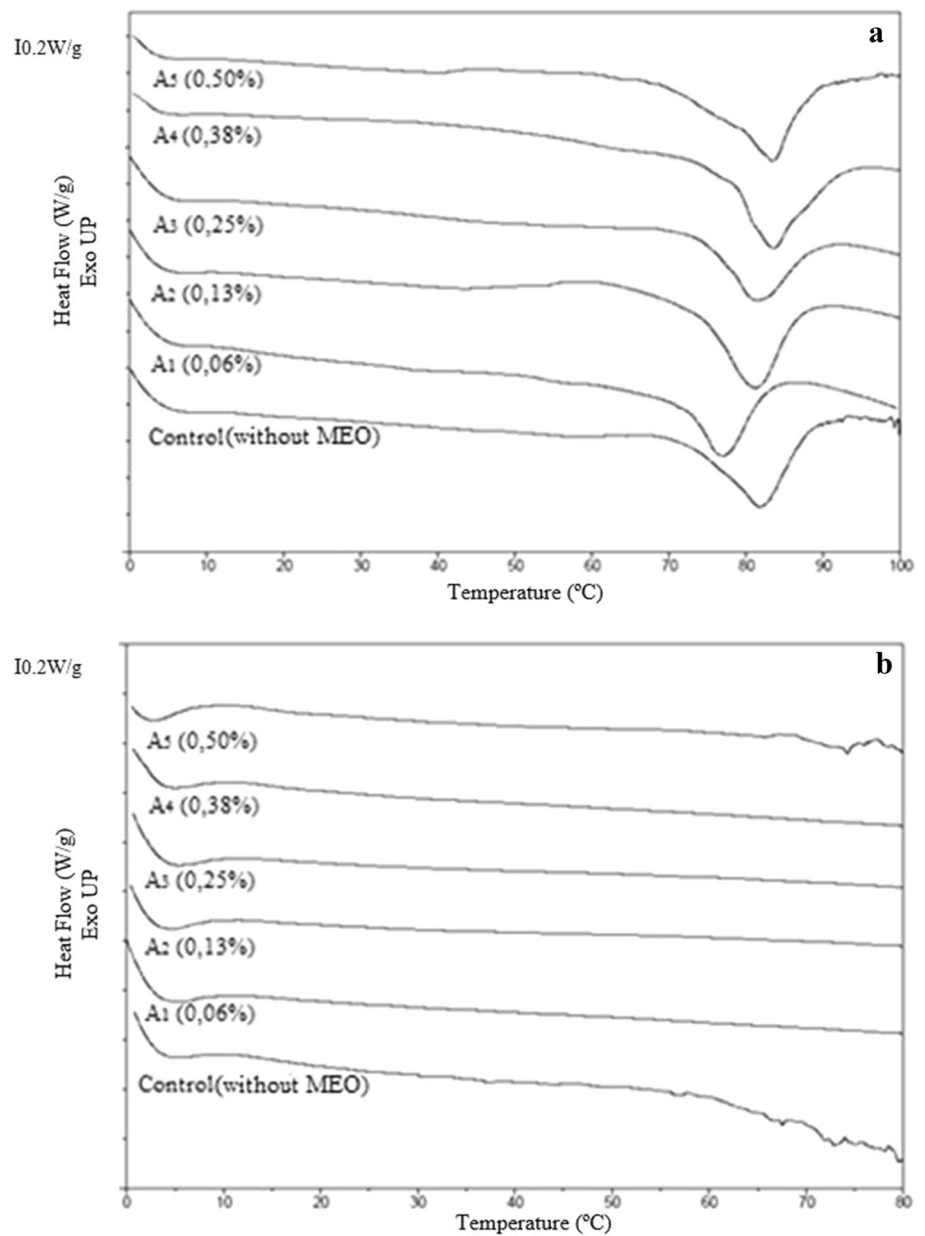 a
I0.2W/g
A5 (0,50%)
A4 (0,38%)
A3 (0,25%)
A2 (0,13%)
A1 (0,06%)
Control(without MEO)
Heat Flow (W/g)
Exo UP
0 10 20 30 40 50 60 70 80 90 100
Temperature (ºC)
b
I0.2W/g
A5 (0,50%)
A4 (0,38%)
A3 (0,25%)
A2 (0,13%)
A1 (0,06%)
Control(without MEO)
Heat Flow (W/g)
Exo UP
0 10 20 30 40 50 60 70 80
Temperature (ºC)